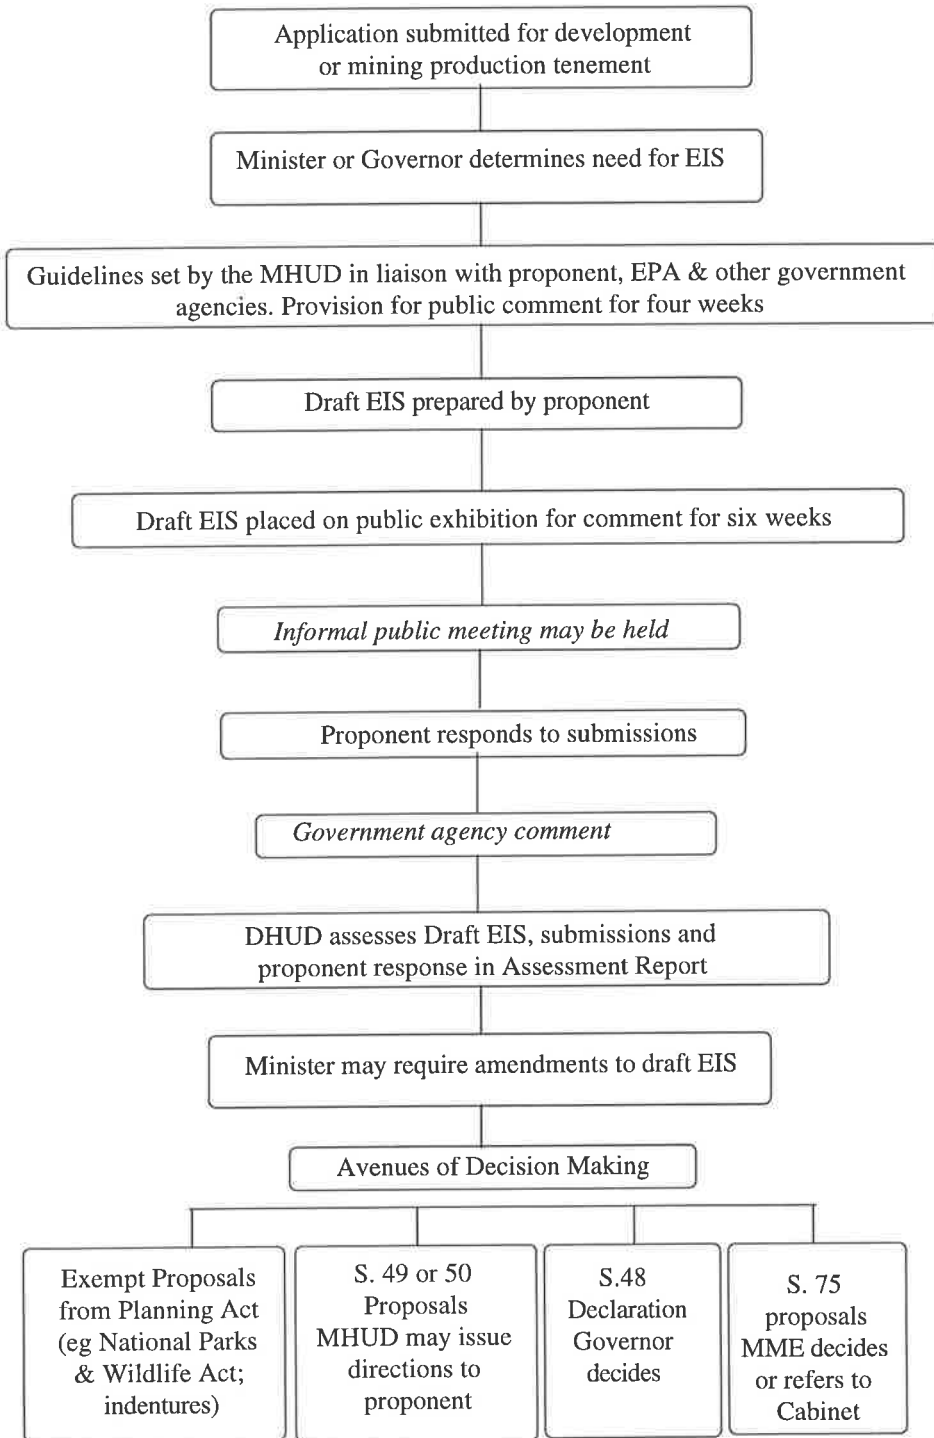 Application submitted for development
or mining production tenement
Minister or Governor determines need for EIS
Guidelines set by the MHUD in liaison with proponent, EPA & other government
agencies. Provision for public comment for four weeks
Draft EIS prepared by proponent
Draft EIS placed on public exhibition for comment for six weeks
Informal public meeting may be held
Proponent responds to submissions
Government agency comment
DHUD assesses Draft EIS, submissions and
proponent response in Assessment Report
Minister may require amendments to draft EIS
Avenues of Decision Making
Exempt Proposals
from Planning Act
(eg National Parks
& Wildlife Act;
indentures)
S. 49 or 50
Proposals
MHUD may issue
directions to
proponent
S.48
Declaration
Governor
decides
S. 75
proposals
MME decides
or refers to
Cabinet